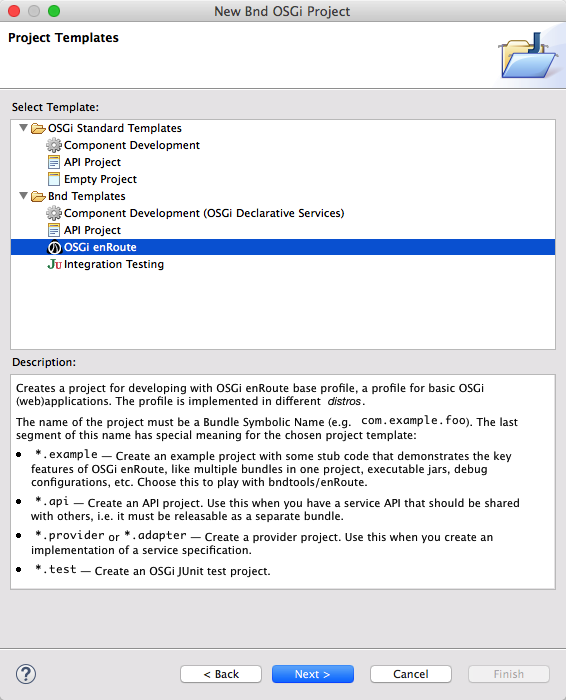 New Bnd OSGi Project
Project Templates
Select Template:
OSGi Standard Templates
Component Development
API Project
Empty Project
Bnd Templates
Component Development (OSGi Declarative Services)
API Project
OSGi enRoute
Ju Integration Testing
Description:
Creates a project for developing with OSGi enRoute base profile, a profile for basic OSGi
(web)applications. The profile is implemented in different distros.
The name of the project must be a Bundle Symbolic Name (e.g. com.example.foo). The last
segment of this name has special meaning for the chosen project template:
• *.example — Create an example project with some stub code that demonstrates the key
features of OSGi enRoute, like multiple bundles in one project, executable jars, debug
configurations, etc. Choose this to play with bndtools/enRoute.
• *.api — Create an API project. Use this when you have a service API that should be shared
with others, i.e. it must be releasable as a separate bundle.
• *.provider or *.adapter — Create a provider project. Use this when you create an
implementation of a service specification.
• *.test — Create an OSGi JUnit test project.
? < Back Next > Cancel Finish